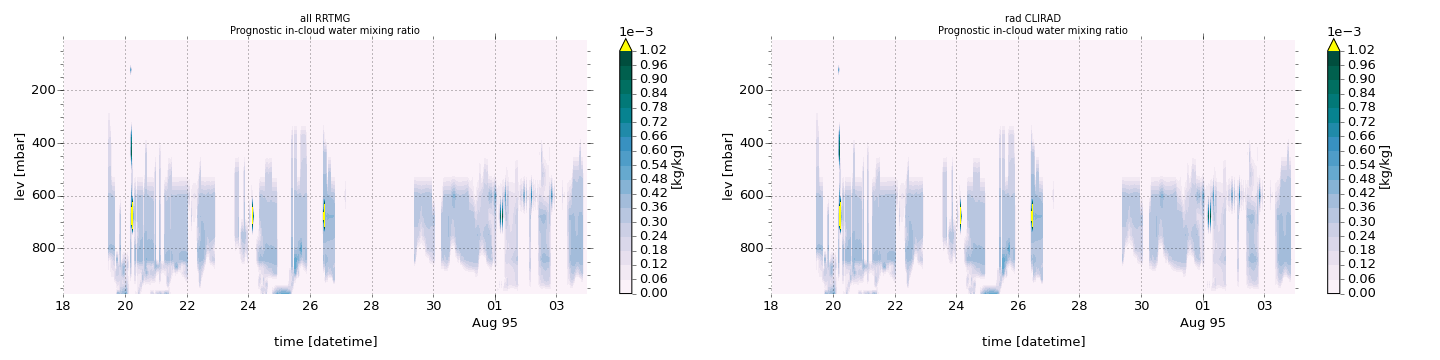 all RRTMG
Prognostic in-cloud water mixing ratio
1e−3
1.02
0.96
0.90
0.84
0.78
0.72
0.66
0.60
0.54
0.48
0.42
0.36
0.30
0.24
0.18
0.12
0.06
0.00
[kg/kg]
lev [mbar]
200
400
600
800
18 20 22 24 26 28 30 01 03
Aug 95
time [datetime]
rad CLIRAD
Prognostic in-cloud water mixing ratio
1e−3
1.02
0.96
0.90
0.84
0.78
0.72
0.66
0.60
0.54
0.48
0.42
0.36
0.30
0.24
0.18
0.12
0.06
0.00
[kg/kg]
lev [mbar]
200
400
600
800
18 20 22 24 26 28 30 01 03
Aug 95
time [datetime]